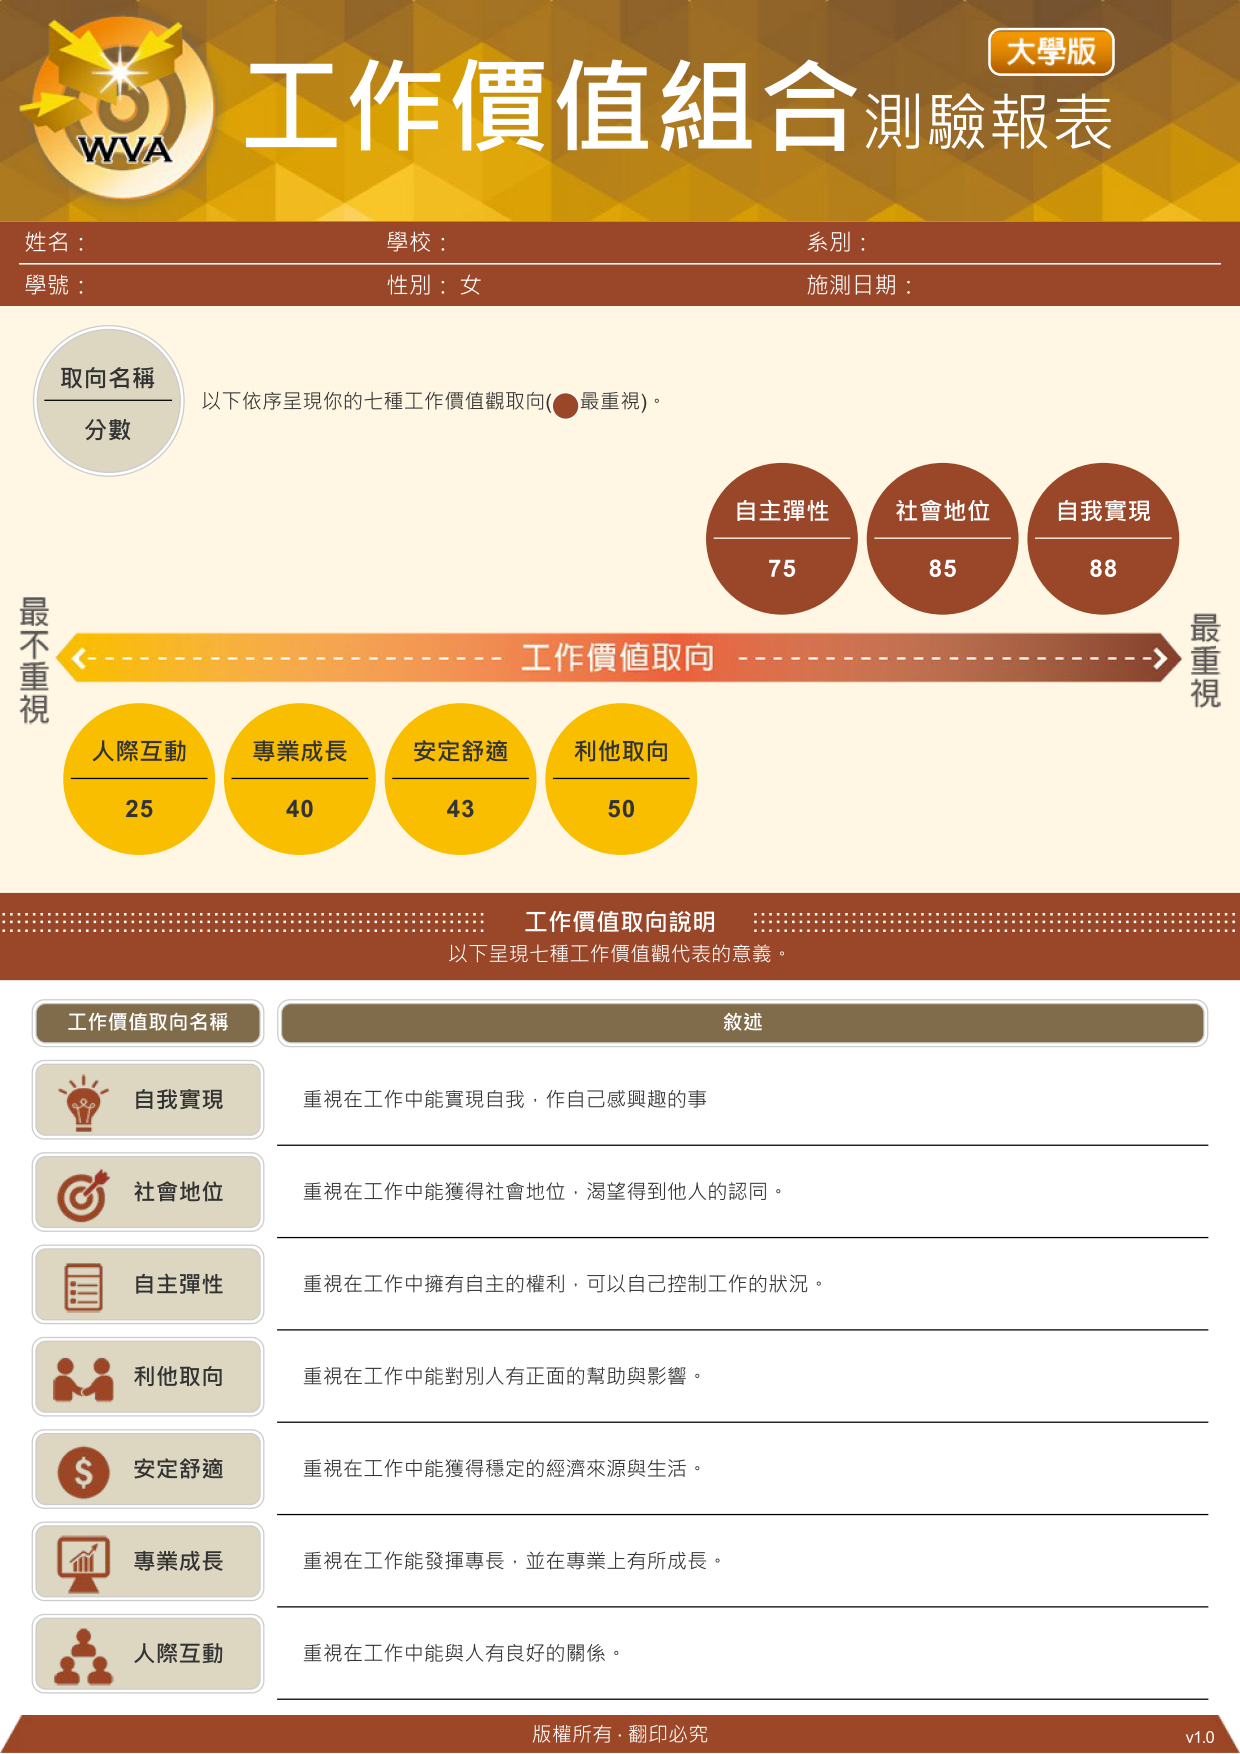 大學版
WVA
工作價值組合測驗報表
姓名： 學校： 系別：
學號： 性別：女 施測日期：
取向名稱
分數
以下依序呈現你的七種工作價值觀取向(最重視)。
自主彈性 社會地位 自我實現
75 85 88
最不重視
工作價值取向
最重視
人際互動 專業成長 安定舒適 利他取向
25 40 43 50
工作價值取向說明
以下呈現七種工作價值觀代表的意義。
工作價值取向名稱 敘述
自我實現 重視在工作中能實現自我，作自己感興趣的事
社會地位 重視在工作中能獲得社會地位，渴望得到他人的認同。
自主彈性 重視在工作中擁有自主的權利，可以自己控制工作的狀況。
利他取向 重視在工作中能對別人有正面的幫助與影響。
安定舒適 重視在工作中能獲得穩定的經濟來源與生活。
專業成長 重視在工作能發揮專長，並在專業上有所成長。
人際互動 重視在工作中能與人有良好的關係。
版權所有．翻印必究
v1.0